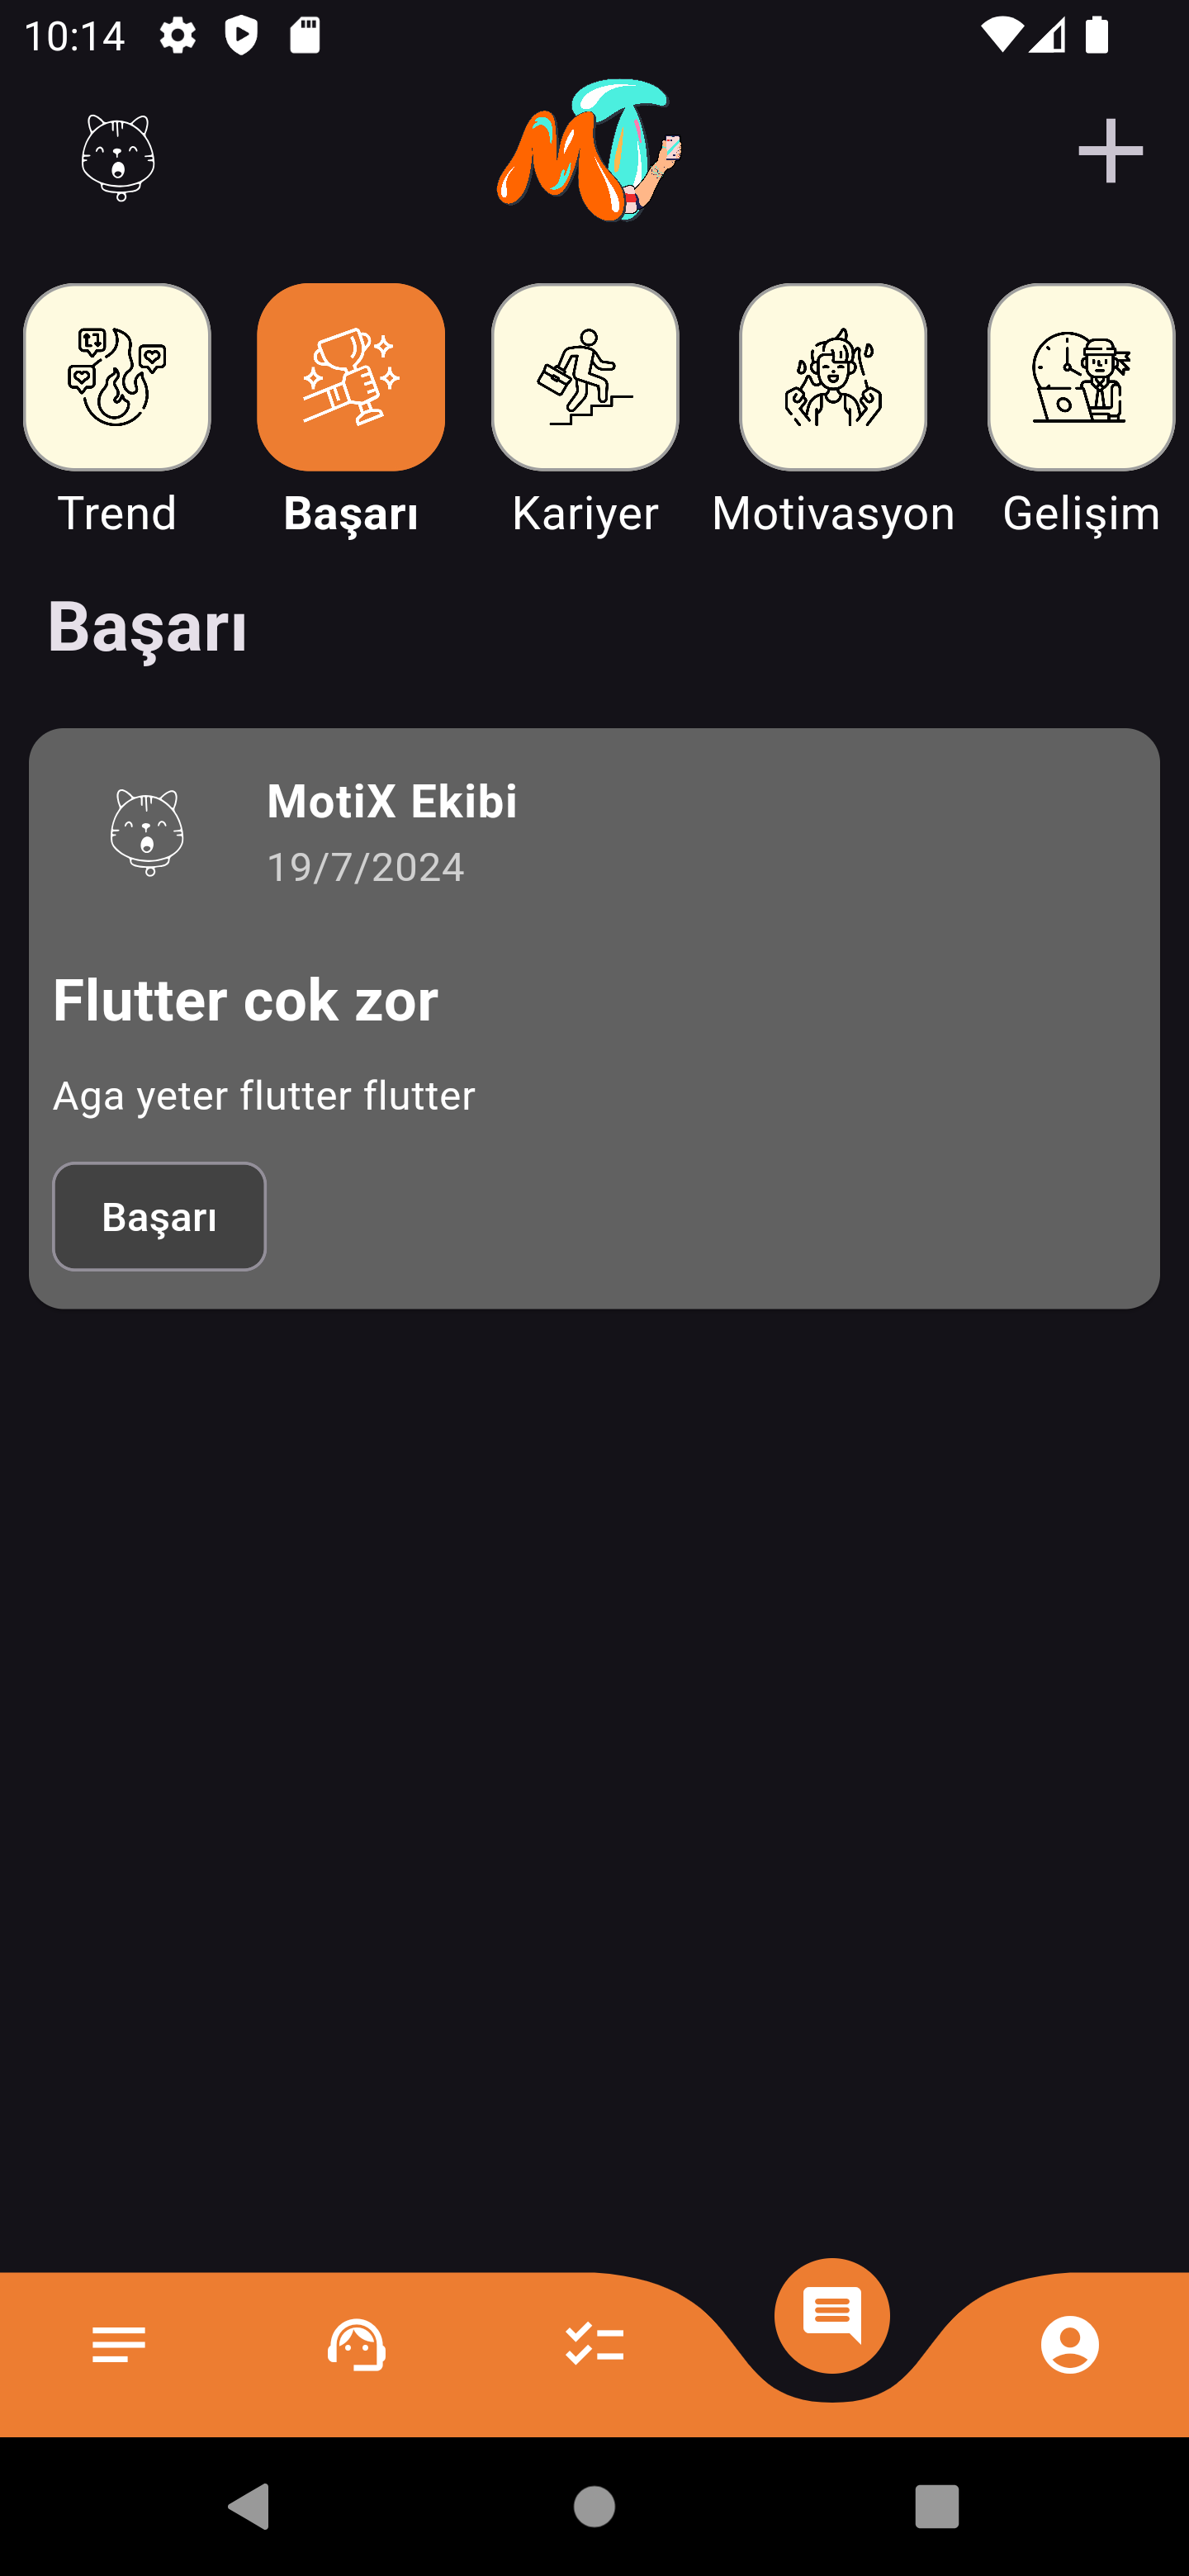 10:14
MT
Trend
Başarı
Kariyer
Motivasyon
Gelişim
Başarı
MotiX Ekibi
19/7/2024
Flutter cok zor
Aga yeter flutter flutter
Başarı